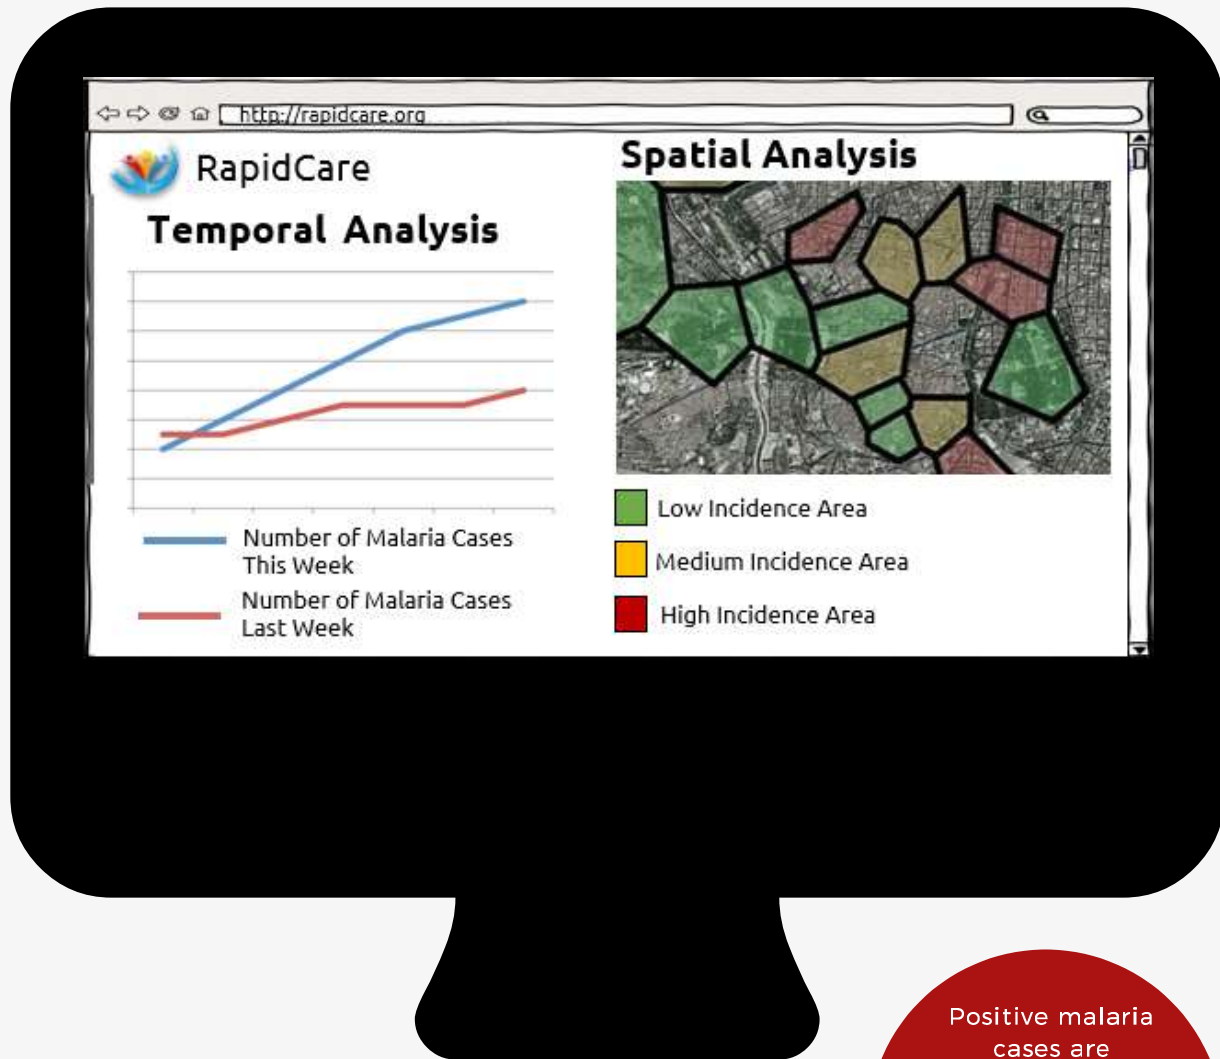 http://rapidcare.org
RapidCare
Temporal Analysis
Number of Malaria Cases
This Week
Number of Malaria Cases
Last Week
Spatial Analysis
Low Incidence Area
Medium Incidence Area
High Incidence Area
Positive malaria
cases are